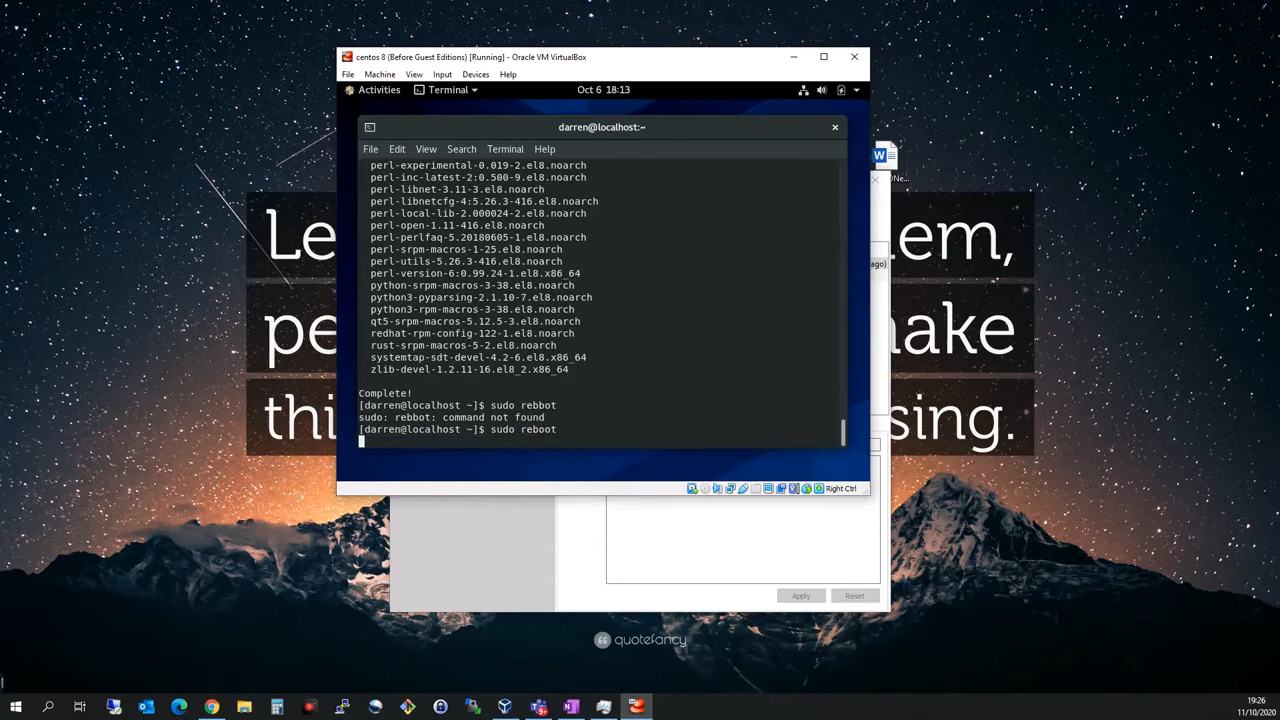 centos 8 (Before Guest Editions) [Running] - Oracle VM VirtualBox
File Machine View Input Devices Help
Activities Terminal Oct 6 18:13
darren@localhost:~
File Edit View Search Terminal Help
perl-experimental-0.019-2.el8.noarch
perl-inc-latest-2:0.500-9.el8.noarch
perl-libnet-3.11-3.el8.noarch
perl-libnetcfg-4:5.26.3-416.el8.noarch
perl-local-lib-2.000024-2.el8.noarch
perl-open-1.11-416.el8.noarch
perl-perlfaq-5.20180605-1.el8.noarch
perl-srpm-macros-1-25.el8.noarch
perl-utils-5.26.3-416.el8.noarch
perl-version-6:0.99.24-1.el8.x86_64
python-srpm-macros-3-38.el8.noarch
python3-pyparsing-2.1.10-7.el8.noarch
python3-rpm-macros-3-38.el8.noarch
qt5-srpm-macros-5.12.5-3.el8.noarch
redhat-rpm-config-122-1.el8.noarch
rust-srpm-macros-5-2.el8.noarch
systemtap-sdt-devel-4.2-6.el8.x86_64
zlib-devel-1.2.11-16.el8_2.x86_64
Complete!
[darren@localhost ~]$ sudo rebbot
sudo: rebbot: command not found
[darren@localhost ~]$ sudo reboot
Right Ctrl
Le
em,
pe
ake
thi
sing.
Ne...
ago)
Apply Reset
quotefancy
19:26
11/10/2020